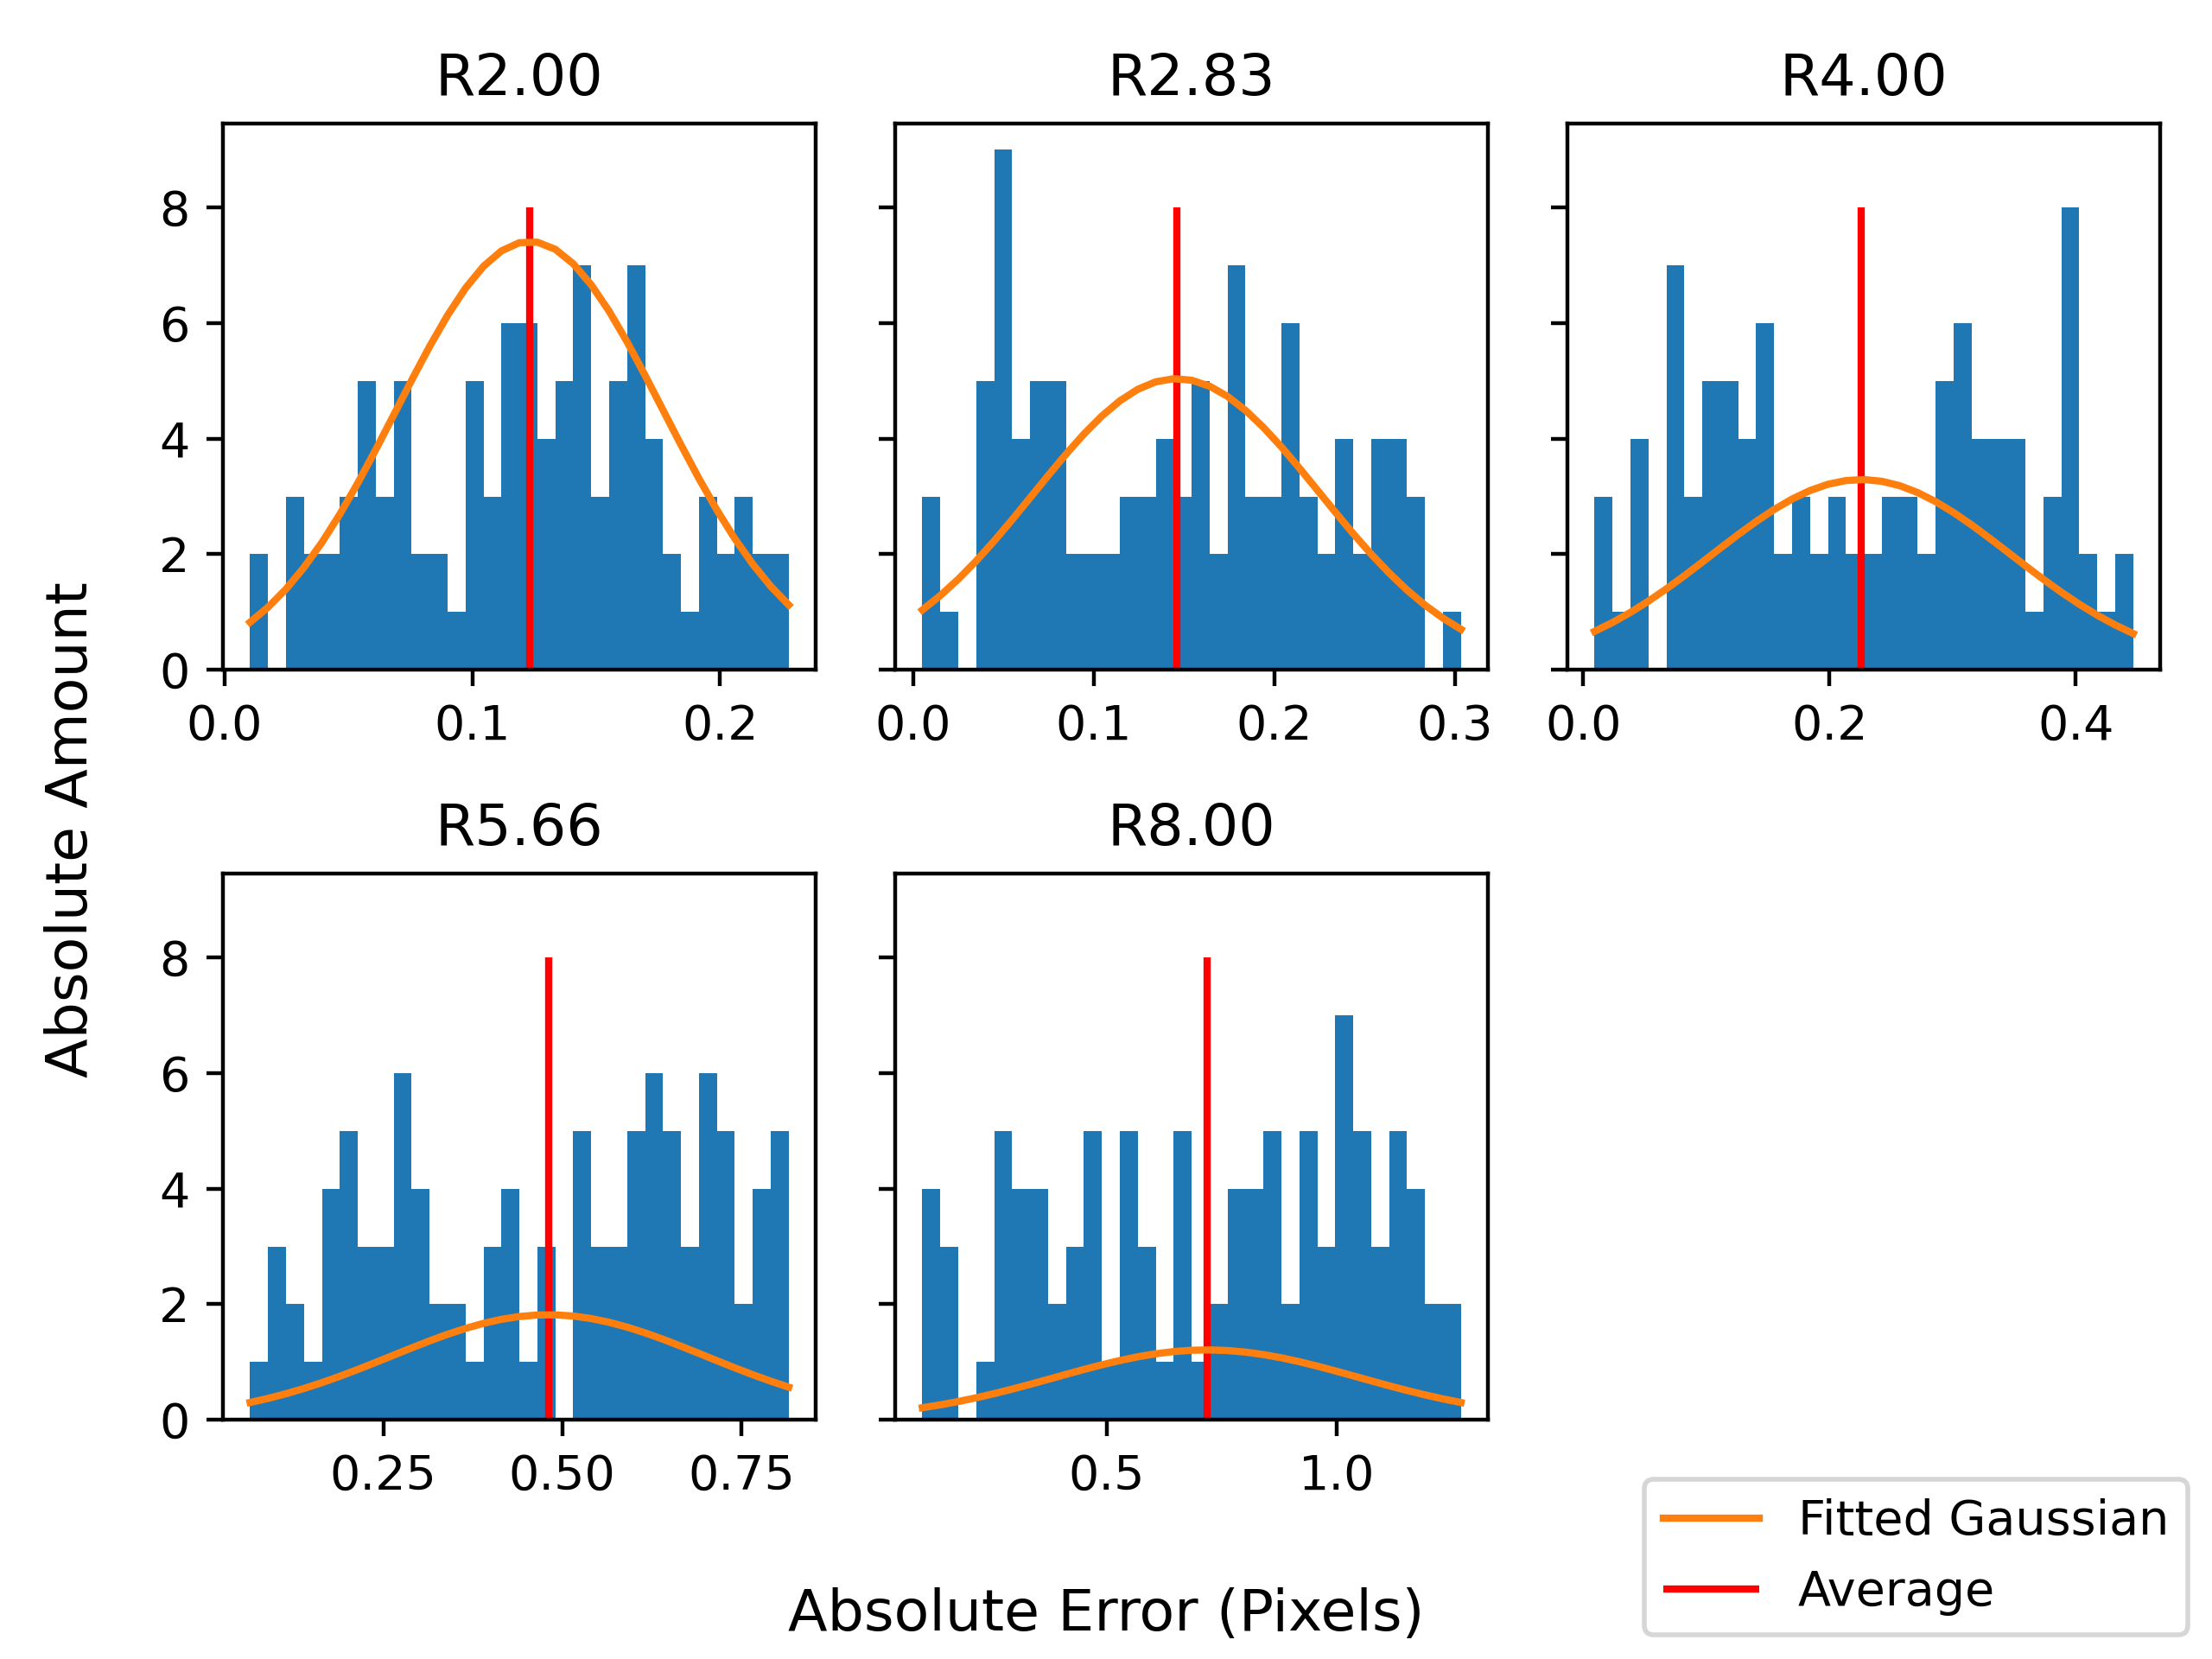 R2.00
R2.83
R4.00
8
6
4
2
0
0.0 0.1 0.2
0.0 0.1 0.2 0.3
0.0 0.2 0.4
Absolute Amount
R5.66
R8.00
8
6
4
2
0
0.25 0.50 0.75
0.5 1.0
Fitted Gaussian
Average
Absolute Error (Pixels)